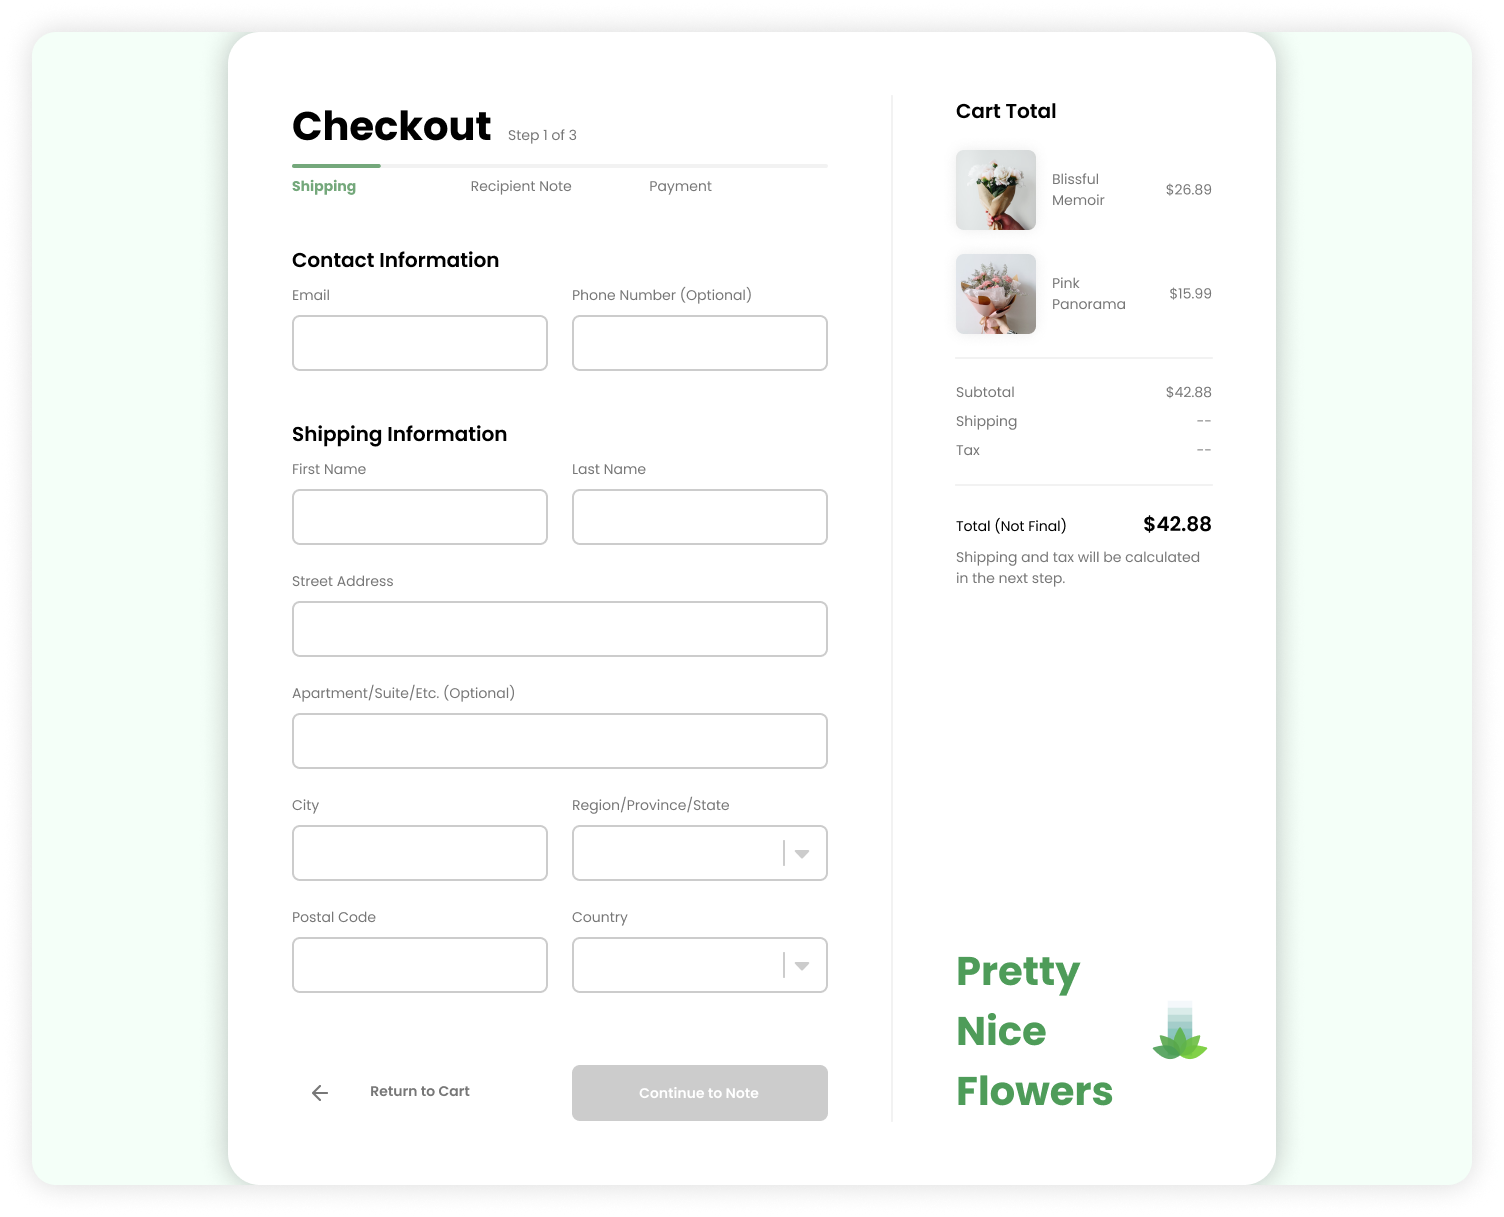 Checkout Step 1 of 3
Shipping Recipient Note Payment
Contact Information
Email Phone Number (Optional)
Shipping Information
First Name Last Name
Street Address
Apartment/Suite/Etc. (Optional)
City Region/Province/State
Postal Code Country
Return to Cart Continue to Note
Cart Total
Blissful
Memoir
$26.89
Pink
Panorama
$15.99
Subtotal $42.88
Shipping --
Tax --
Total (Not Final) $42.88
Shipping and tax will be calculated
in the next step.
Pretty
Nice
Flowers